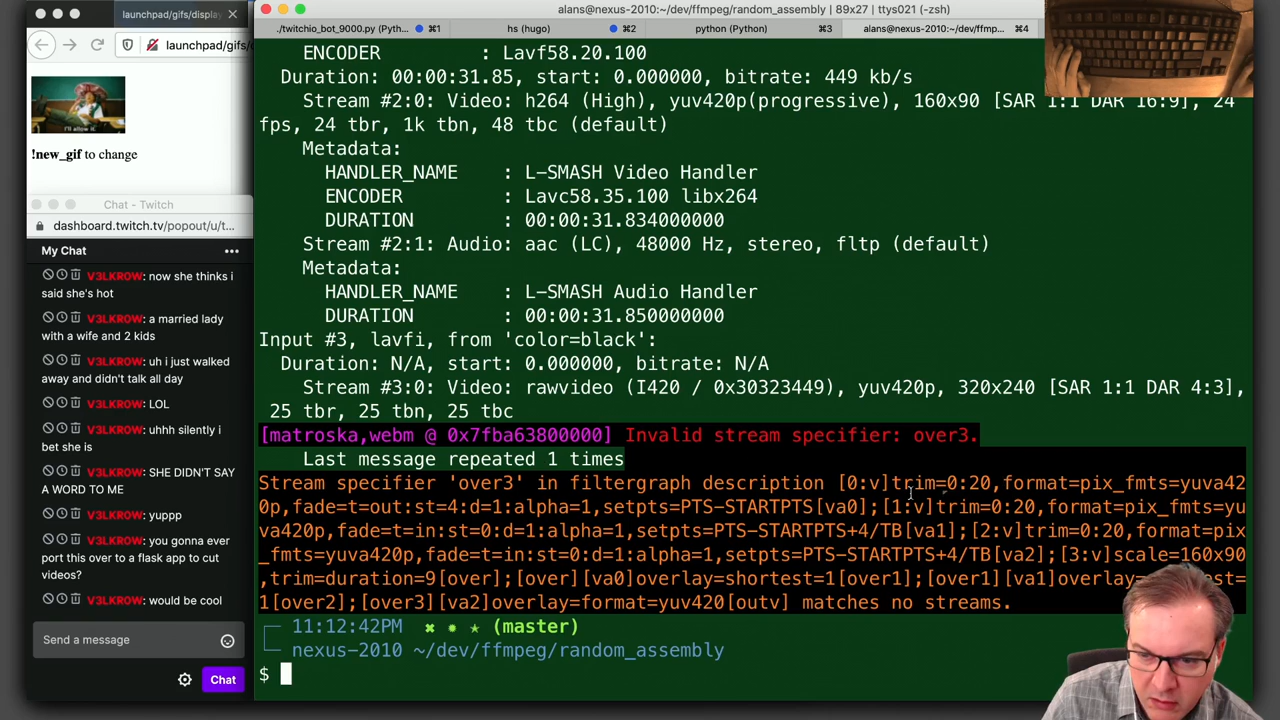 launchpad/gifs/display
launchpad/gifs/
I'll allow it.
!new_gif to change
Chat - Twitch
dashboard.twitch.tv/popout/u/t...
My Chat
V3LKROW: now she thinks i
said she's hot
V3LKROW: a married lady
with a wife and 2 kids
V3LKROW: uh i just walked
away and didn't talk all day
V3LKROW: LOL
V3LKROW: uhhh silently i
bet she is
V3LKROW: SHE DIDN'T SAY
A WORD TO ME
V3LKROW: yuppp
V3LKROW: you gonna ever
port this over to a flask app to cut
videos?
V3LKROW: would be cool
Send a message
Chat
alans@nexus-2010:~/dev/ffmpeg/random_assembly | 89x27 | ttys021 (-zsh)
./twitchio_bot_9000.py (Pyth... ⌘1 hs (hugo) ⌘2 python (Python) ⌘3 alans@nexus-2010:~/dev/ffmp... ⌘4
ENCODER : Lavf58.20.100
Duration: 00:00:31.85, start: 0.000000, bitrate: 449 kb/s
Stream #2:0: Video: h264 (High), yuv420p(progressive), 160x90 [SAR 1:1 DAR 16:9], 24
fps, 24 tbr, 1k tbn, 48 tbc (default)
Metadata:
HANDLER_NAME : L-SMASH Video Handler
ENCODER : Lavc58.35.100 libx264
DURATION : 00:00:31.834000000
Stream #2:1: Audio: aac (LC), 48000 Hz, stereo, fltp (default)
Metadata:
HANDLER_NAME : L-SMASH Audio Handler
DURATION : 00:00:31.850000000
Input #3, lavfi, from 'color=black':
Duration: N/A, start: 0.000000, bitrate: N/A
Stream #3:0: Video: rawvideo (I420 / 0x30323449), yuv420p, 320x240 [SAR 1:1 DAR 4:3],
25 tbr, 25 tbn, 25 tbc
[matroska,webm @ 0x7fba63800000] Invalid stream specifier: over3.
Last message repeated 1 times
Stream specifier 'over3' in filtergraph description [0:v]trim=0:20,format=pix_fmts=yuva42
0p,fade=t=out:st=4:d=1:alpha=1,setpts=PTS-STARTPTS[va0];[1:v]trim=0:20,format=pix_fmts=yu
va420p,fade=t=in:st=0:d=1:alpha=1,setpts=PTS-STARTPTS+4/TB[va1];[2:v]trim=0:20,format=pix
_fmts=yuva420p,fade=t=in:st=0:d=1:alpha=1,setpts=PTS-STARTPTS+4/TB[va2];[3:v]scale=160x90
,trim=duration=9[over];[over][va0]overlay=shortest=1[over1];[over1][va1]overlay=shortest=
1[over2];[over3][va2]overlay=format=yuv420[outv] matches no streams.
11:12:42PM (master)
nexus-2010 ~/dev/ffmpeg/random_assembly
$